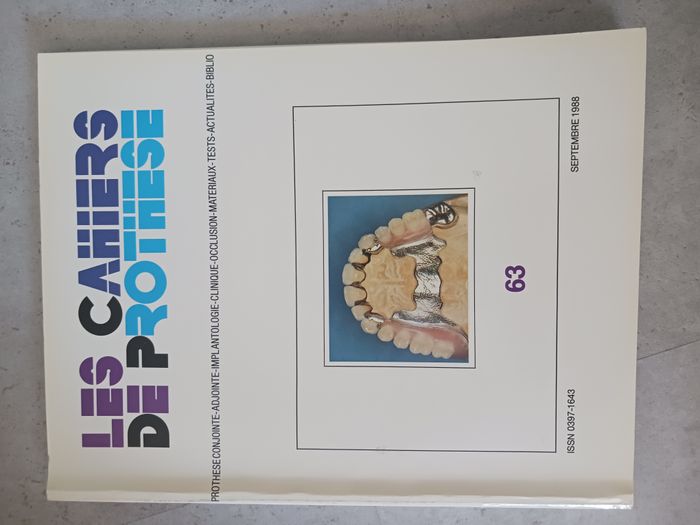 LES CAHIERS
DE PROTHESE
PROTHESE CONJOINTE-ADJOINTE-IMPLANTOLOGIE-CLINIQUE-OCCLUSION-MATERIAUX-TESTS-ACTUALITES-BIBLIO
63
ISSN 0397-1643
SEPTEMBRE 1988